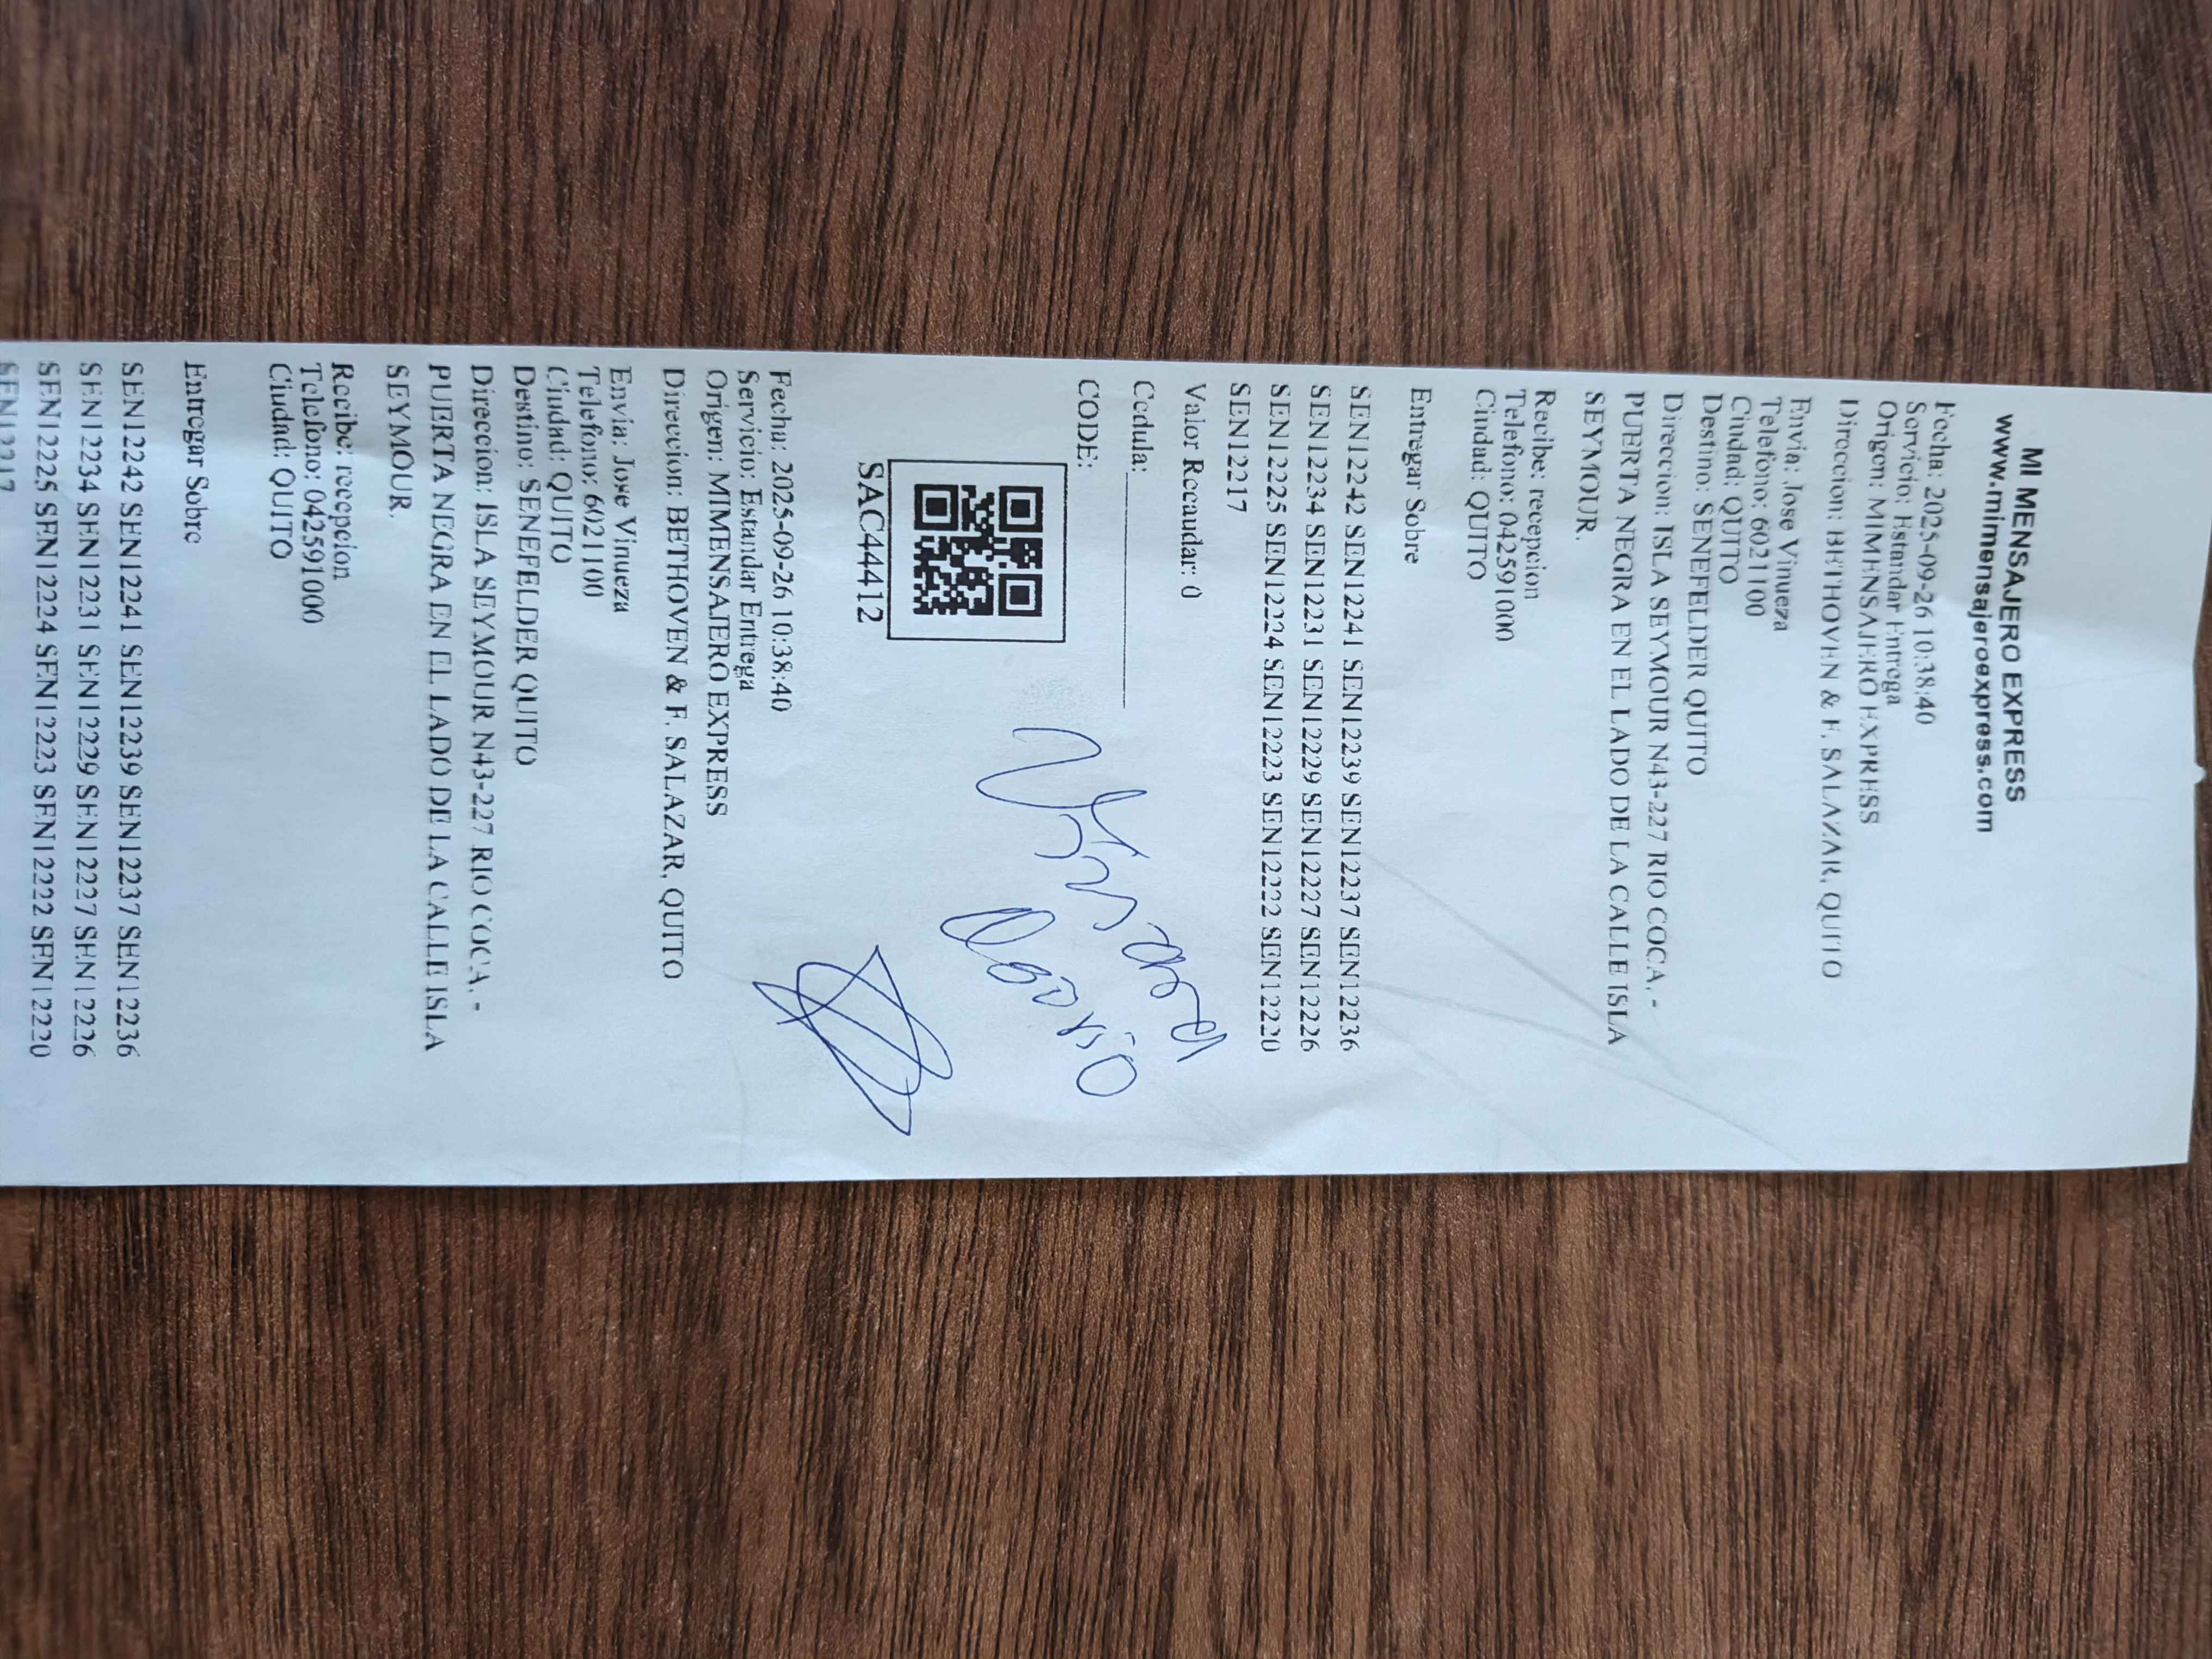 MI MENSAJERO EXPRESS
www.mimensajeroexpress.com
Fecha: 2025-09-26 10:38:40
Servicio: Estandar Entrega
Origen: MIMENSAJERO EXPRESS
Direccion: BETHOVEN & F. SALAZAR, QUITO
Envia: Jose Vinueza
Telefono: 6021100
Ciudad: QUITO
Destino: SENEFELDER QUITO
Direccion: ISLA SEYMOUR N43-227 RIO COCA, -
PUERTA NEGRA EN EL LADO DE LA CALLE ISLA
SEYMOUR.
Recibe: recepcion
Telefono: 042591000
Ciudad: QUITO
Entregar Sobre
SEN12242 SEN12241 SEN12239 SEN12237 SEN12236
SEN12234 SEN12231 SEN12229 SEN12227 SEN12226
SEN12225 SEN12224 SEN12223 SEN12222 SEN12220
SEN12217
Valor Recaudar: 0
Cedula:
CODE:
SAC44412
Fecha: 2025-09-26 10:38:40
Servicio: Estandar Entrega
Origen: MIMENSAJERO EXPRESS
Direccion: BETHOVEN & F. SALAZAR, QUITO
Envia: Jose Vinueza
Telefono: 6021100
Ciudad: QUITO
Destino: SENEFELDER QUITO
Direccion: ISLA SEYMOUR N43-227 RIO COCA, -
PUERTA NEGRA EN EL LADO DE LA CALLE ISLA
SEYMOUR.
Recibe: recepcion
Telefono: 042591000
Ciudad: QUITO
Entregar Sobre
SEN12242 SEN12241 SEN12239 SEN12237 SEN12236
SEN12234 SEN12231 SEN12229 SEN12227 SEN12226
SEN12225 SEN12224 SEN12223 SEN12222 SEN12220
SEN12217